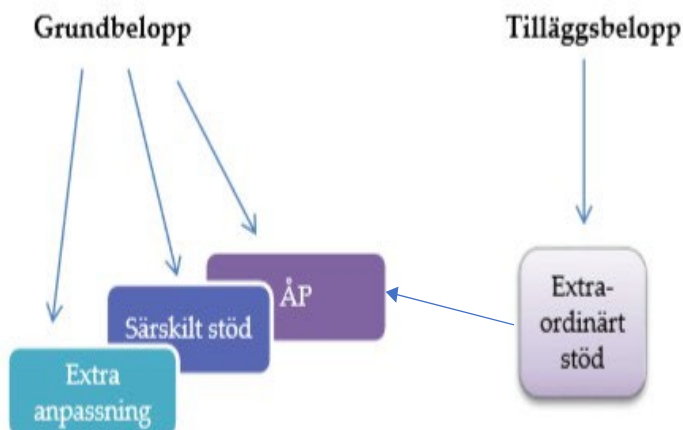 Grundbelopp
Tilläggsbelopp
ÅP
Särskilt stöd
Extra
anpassning
Extra-
ordinärt
stöd